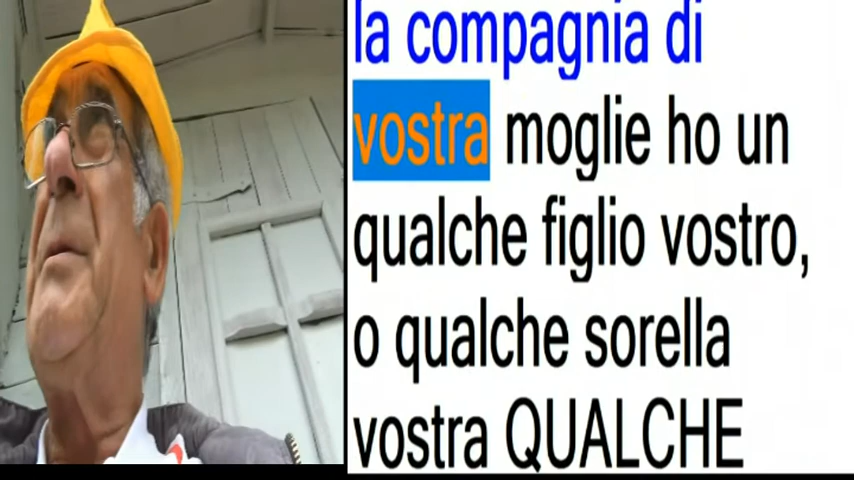 la compagnia di
vostra moglie ho un
qualche figlio vostro,
o qualche sorella
vostra QUALCHE